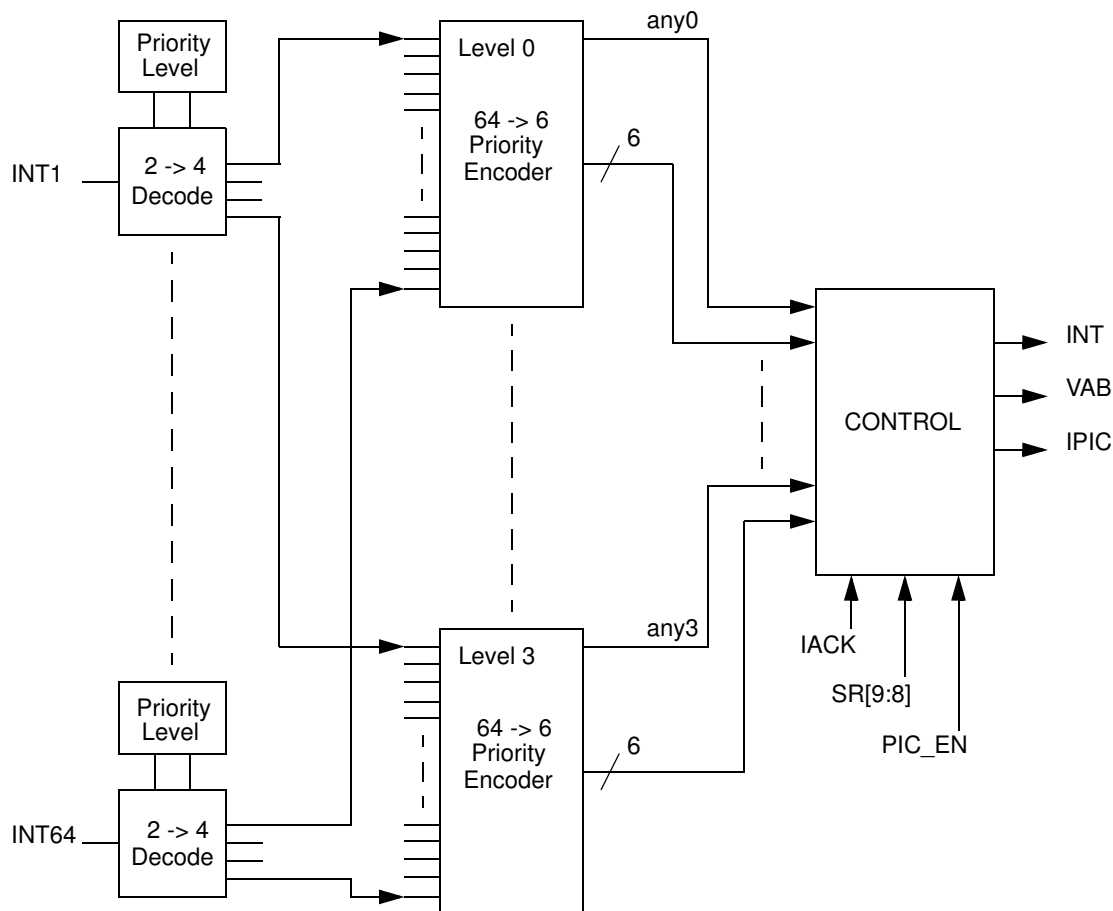 Priority
Level
INT1
2 -> 4
Decode
Level 0
64 -> 6
Priority
Encoder
any0
6
CONTROL
INT
VAB
IPIC
IACK
SR[9:8]
PIC_EN
Priority
Level
INT64
2 -> 4
Decode
Level 3
64 -> 6
Priority
Encoder
any3
6